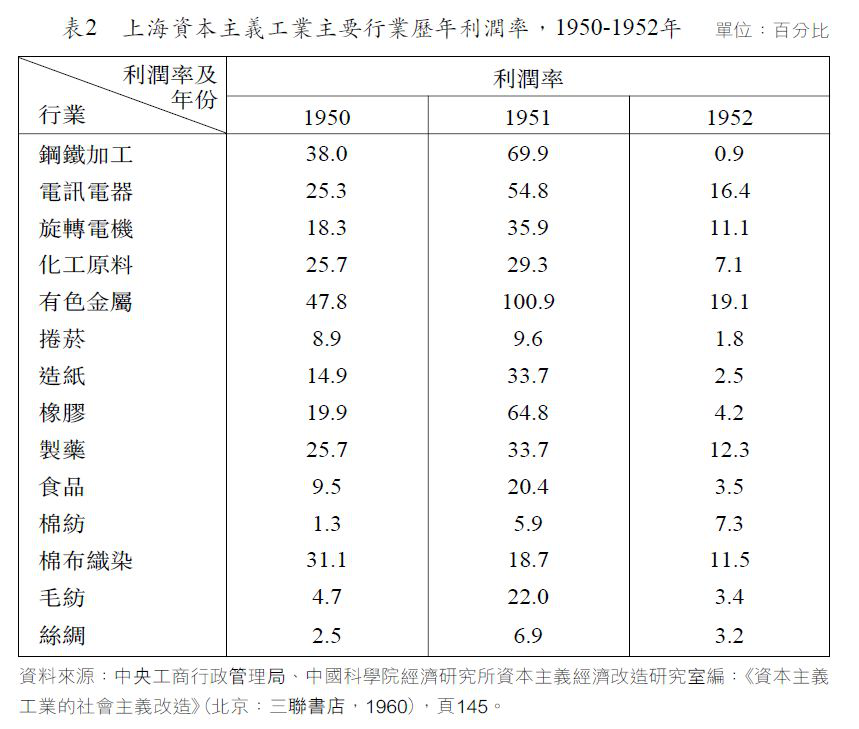 表2 上海資本主義工業主要行業歷年利潤率，1950-1952年 單位：百分比
利潤率及
年份
行業
利潤率
1950 1951 1952
鋼鐵加工 38.0 69.9 0.9
電訊電器 25.3 54.8 16.4
旋轉電機 18.3 35.9 11.1
化工原料 25.7 29.3 7.1
有色金屬 47.8 100.9 19.1
捲菸 8.9 9.6 1.8
造紙 14.9 33.7 2.5
橡膠 19.9 64.8 4.2
製藥 25.7 33.7 12.3
食品 9.5 20.4 3.5
棉紡 1.3 5.9 7.3
棉布織染 31.1 18.7 11.5
毛紡 4.7 22.0 3.4
絲綢 2.5 6.9 3.2
資料來源：中央工商行政管理局、中國科學院經濟研究所資本主義經濟改造研究室編：《資本主義
工業的社會主義改造》（北京：三聯書店，1960），頁145。